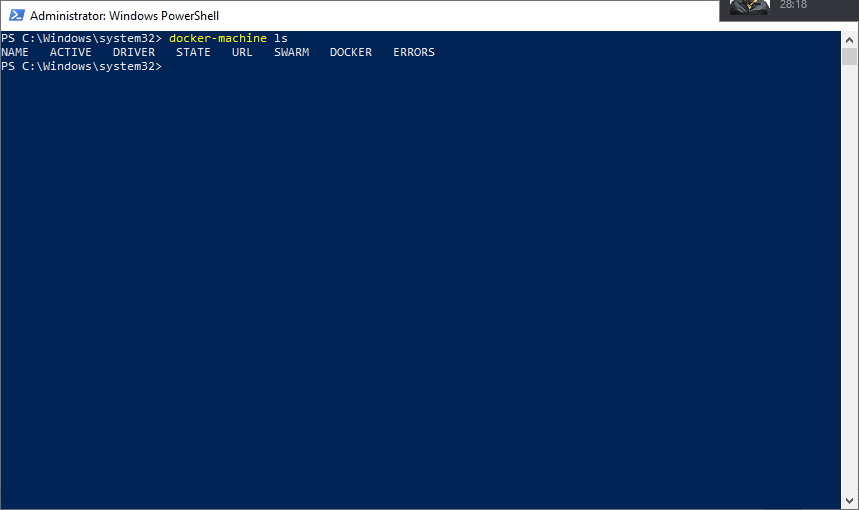 Administrator: Windows PowerShell
28:18
PS C:\Windows\system32> docker-machine ls
NAME   ACTIVE   DRIVER   STATE   URL   SWARM   DOCKER   ERRORS
PS C:\Windows\system32>